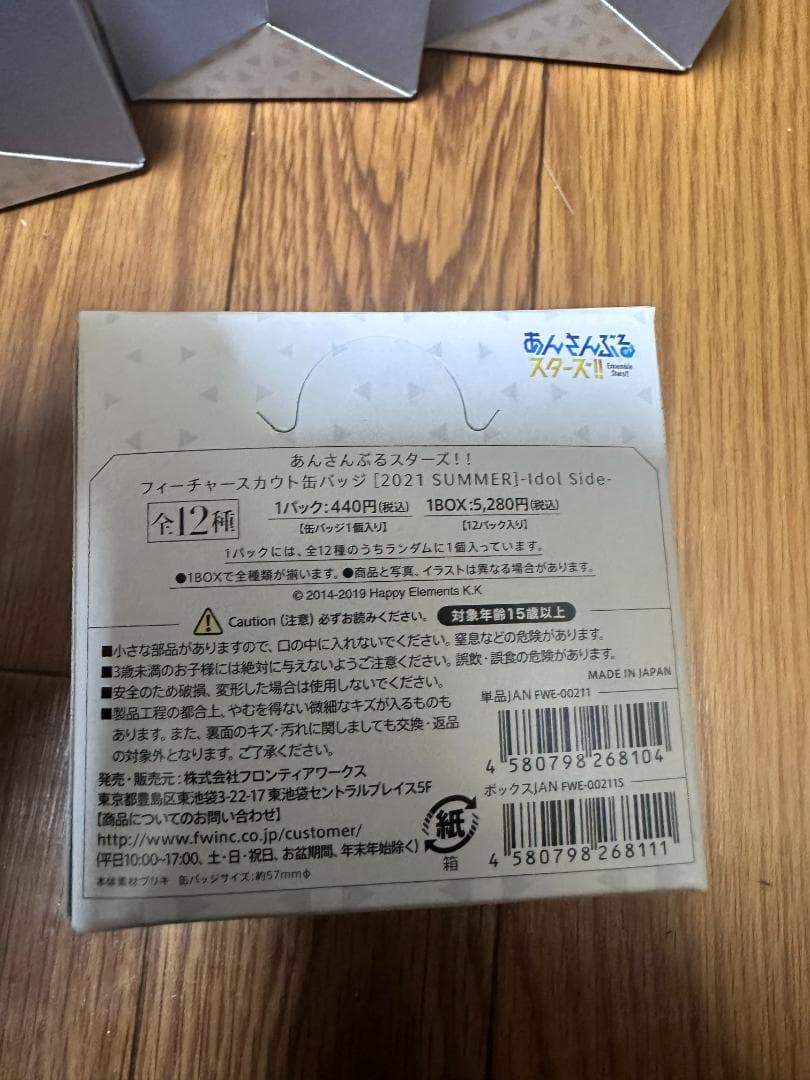 あんさんぶる
スターズ!!
Ensemble
Stars!!
あんさんぶるスターズ！！
フィーチャースカウト缶バッジ [2021 SUMMER]-Idol Side-
全12種
1パック:440円(税込)
【缶バッジ1個入り】
1BOX:5,280円(税込)
【12パック入り】
1パックには、全12種のうちランダムに1個入っています。
●1BOXで全種類が揃います。●商品と写真、イラストは異なる場合があります。
© 2014-2019 Happy Elements K.K
Caution (注意) 必ずお読みください。 対象年齢15歳以上
■小さな部品がありますので、口の中に入れないでください。窒息などの危険があります。
■3歳未満のお子様には絶対に与えないようご注意ください。誤飲・誤食の危険があります。
■安全のため破損、変形した場合は使用しないでください。
■製品工程の都合上、やむを得ない微細なキズが入るものも
あります。また、裏面のキズ・汚れに関しましても交換・返品
の対象外となります。ご了承ください。
発売・販売元:株式会社フロンティアワークス
東京都豊島区東池袋3-22-17 東池袋セントラルプレイス5F
【商品についてのお問い合わせ】
http://www.fwinc.co.jp/customer/
(平日10:00~17:00、土・日・祝日、お盆期間、年末年始除く)
本体素材ブリキ 缶バッジサイズ:約57mmφ
紙
箱
MADE IN JAPAN
単品JAN FWE-00211
4 580798 268104
ボックスJAN FWE-00211S
4 580798 268111